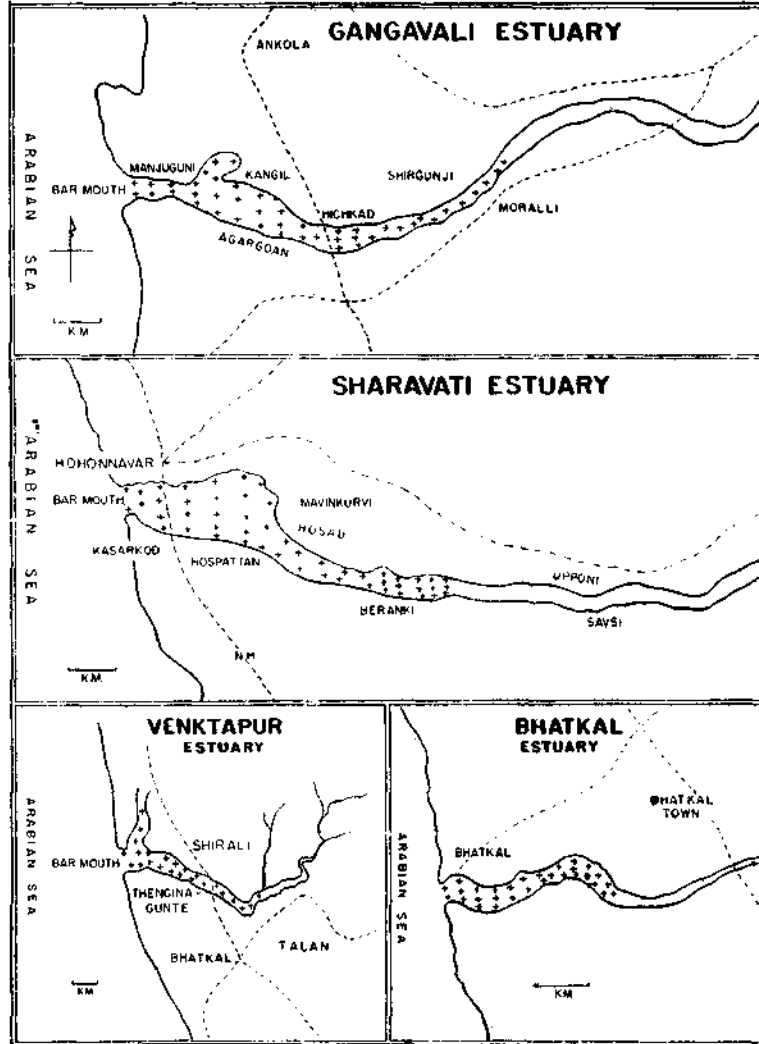 GANGAVALI ESTUARY
ANKOLA
ARABIAN SEA
MANJUGUNI
KANGIL
SHIRGUNJI
BAR MOUTH
HICHKAD
MORALLI
AGARGOAN
KM
SHARAVATI ESTUARY
ARABIAN SEA
HOHONNAVAR
BAR MOUTH
MAVINKURVI
HOSAD
KASARKOD
HOSPATTAN
UPPONI
BERANKI
SAVSI
N.H
KM
VENKTAPUR
ESTUARY
ARABIAN SEA
SHIRALI
BAR MOUTH
THENGINA
GUNTE
BHATKAL
TALAN
KM
BHATKAL
ESTUARY
BHATKAL
TOWN
ARABIAN SEA
BHATKAL
KM